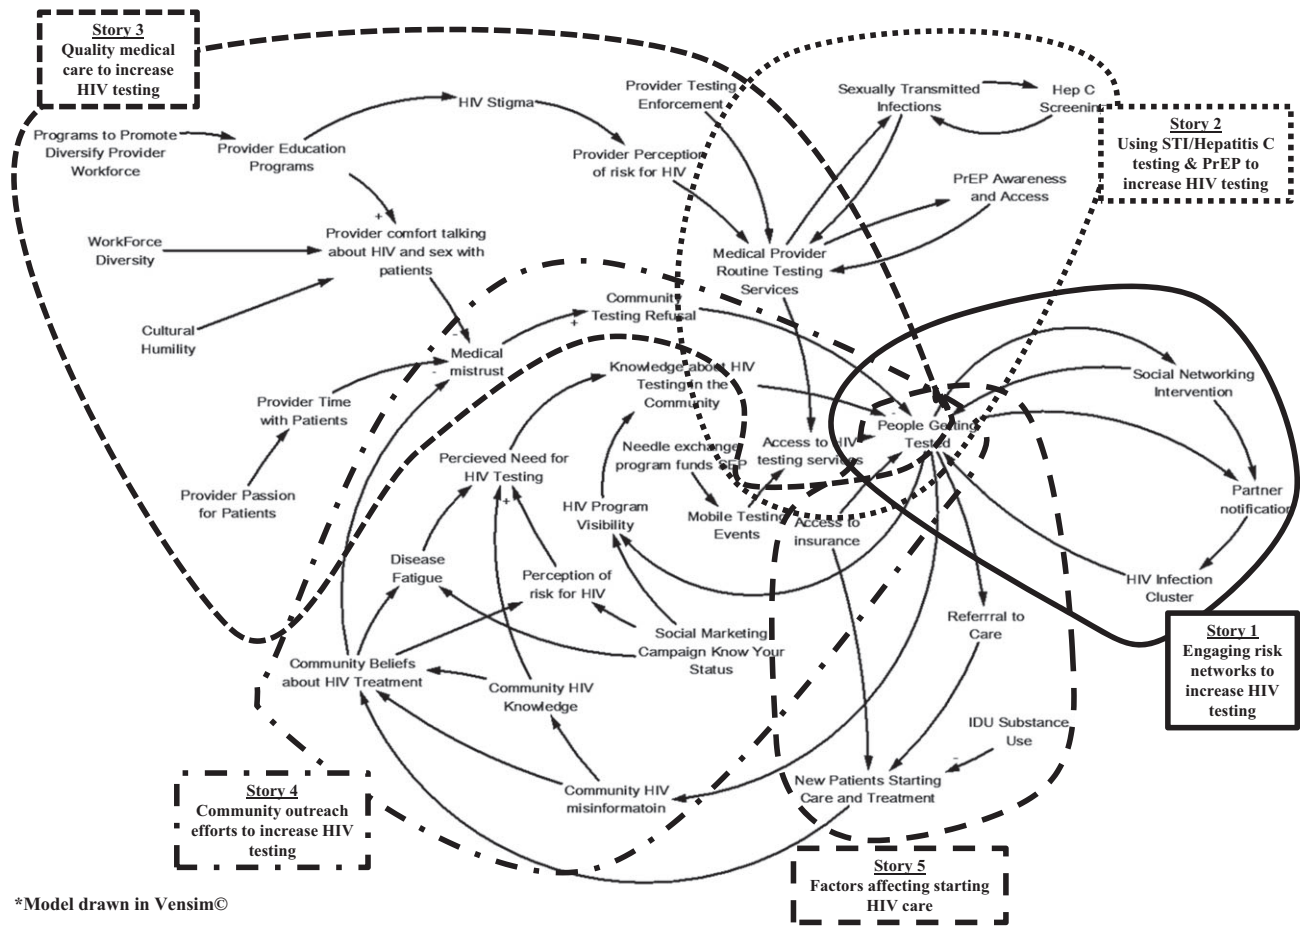 Story 3
Quality medical
care to increase
HIV testing
Programs to Promote
Diversify Provider
Workforce
Provider Education
Programs
HIV Stigma
Provider Testing
Enforcement
Provider Perception
of risk for HIV
Sexually Transmitted
Infections
Hep C
Screenin
Story 2
Using STI/Hepatitis C
testing & PrEP to
increase HIV testing
PrEP Awareness
and Access
WorkForce
Diversity
+
Provider comfort talking
about HIV and sex with
patients
Medical Provider
Routine Testing
Services
Cultural
Humility
Community
Testing Refusal
+
-
Medical
mistrust
-
Knowledge about HIV
Testing in the
Community
Social Networking
Intervention
Provider Time
with Patients
People Getting
Tested
-
Needle exchange
program funds SEP
Access to HIV
testing services
Percieved Need for
HIV Testing
+
Provider Passion
for Patients
HIV Program
Visibility
Mobile Testing
Events
Access to
insurance
Partner
notification
Disease
Fatigue
Perception of
risk for HIV
HIV Infection
Cluster
Referrral to
Care
Social Marketing
Campaign Know Your
Status
Story 1
Engaging risk
networks to
increase HIV
testing
Community Beliefs
about HIV Treatment
Community HIV
Knowledge
IDU Substance
Use
-
Community HIV
misinformatoin
New Patients Starting
Care and Treatment
Story 4
Community outreach
efforts to increase HIV
testing
Story 5
Factors affecting starting
HIV care
*Model drawn in Vensim©